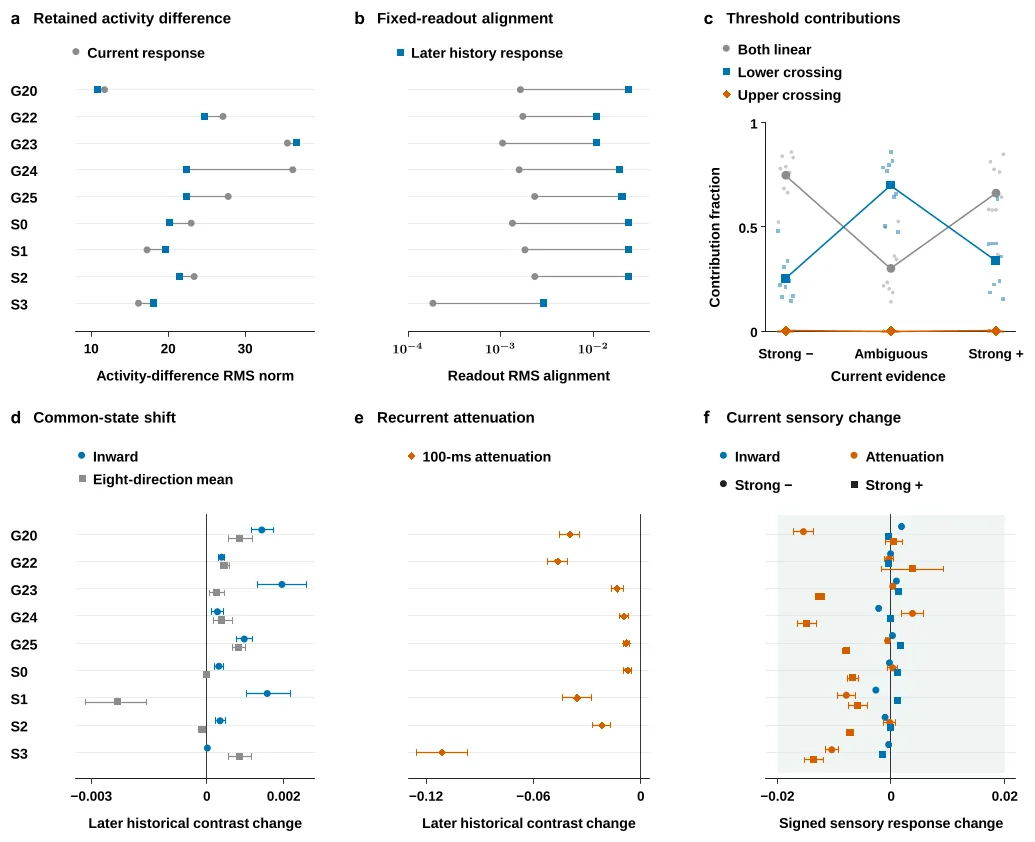 a Retained activity difference
Current response
G20
G22
G23
G24
G25
S0
S1
S2
S3
10 20 30
Activity-difference RMS norm
b Fixed-readout alignment
Later history response
10⁻⁴ 10⁻³ 10⁻²
Readout RMS alignment
c Threshold contributions
Both linear
Lower crossing
Upper crossing
Contribution fraction
1
0.5
0
Strong − Ambiguous Strong +
Current evidence
d Common-state shift
Inward
Eight-direction mean
G20
G22
G23
G24
G25
S0
S1
S2
S3
−0.003 0 0.002
Later historical contrast change
e Recurrent attenuation
100-ms attenuation
−0.12 −0.06 0
Later historical contrast change
f Current sensory change
Inward Attenuation
Strong − Strong +
−0.02 0 0.02
Signed sensory response change